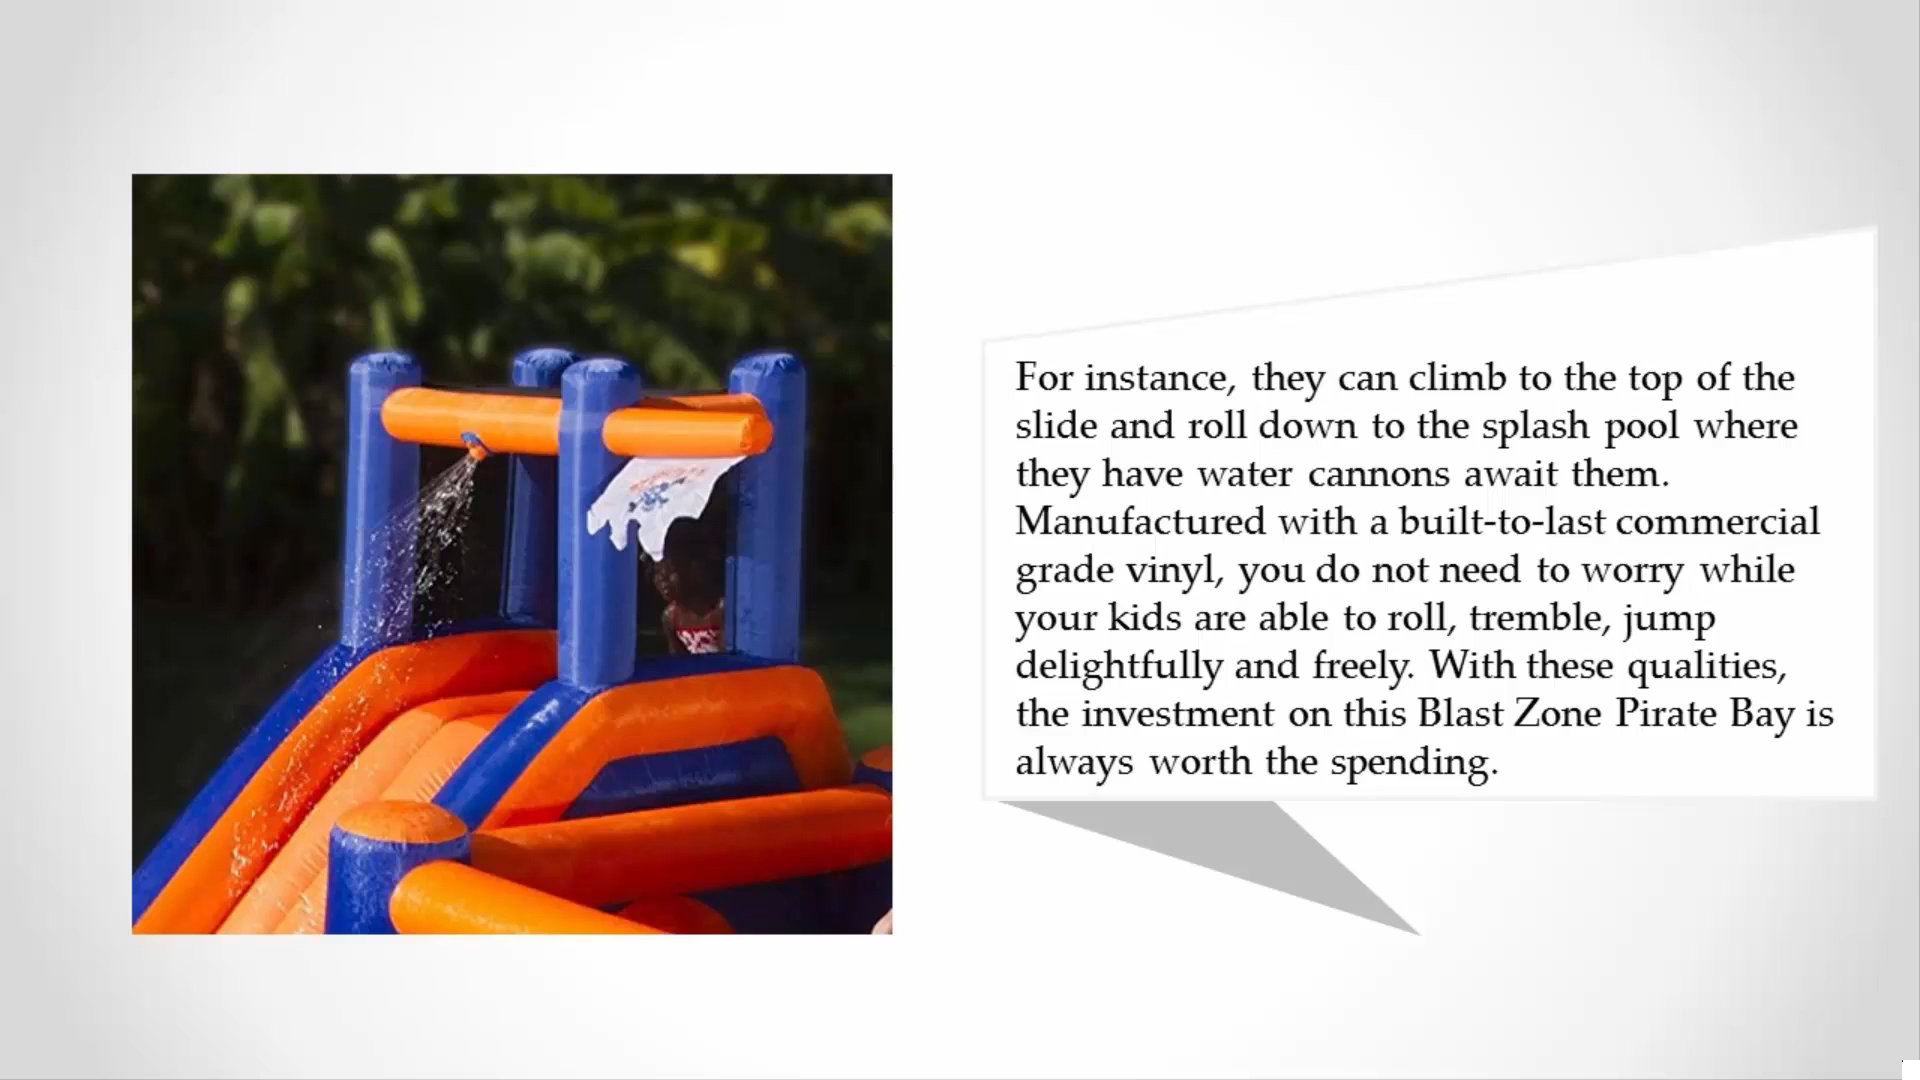 For instance, they can climb to the top of the
slide and roll down to the splash pool where
they have water cannons await them.
Manufactured with a built-to-last commercial
grade vinyl, you do not need to worry while
your kids are able to roll, tremble, jump
delightfully and freely. With these qualities,
the investment on this Blast Zone Pirate Bay is
always worth the spending.